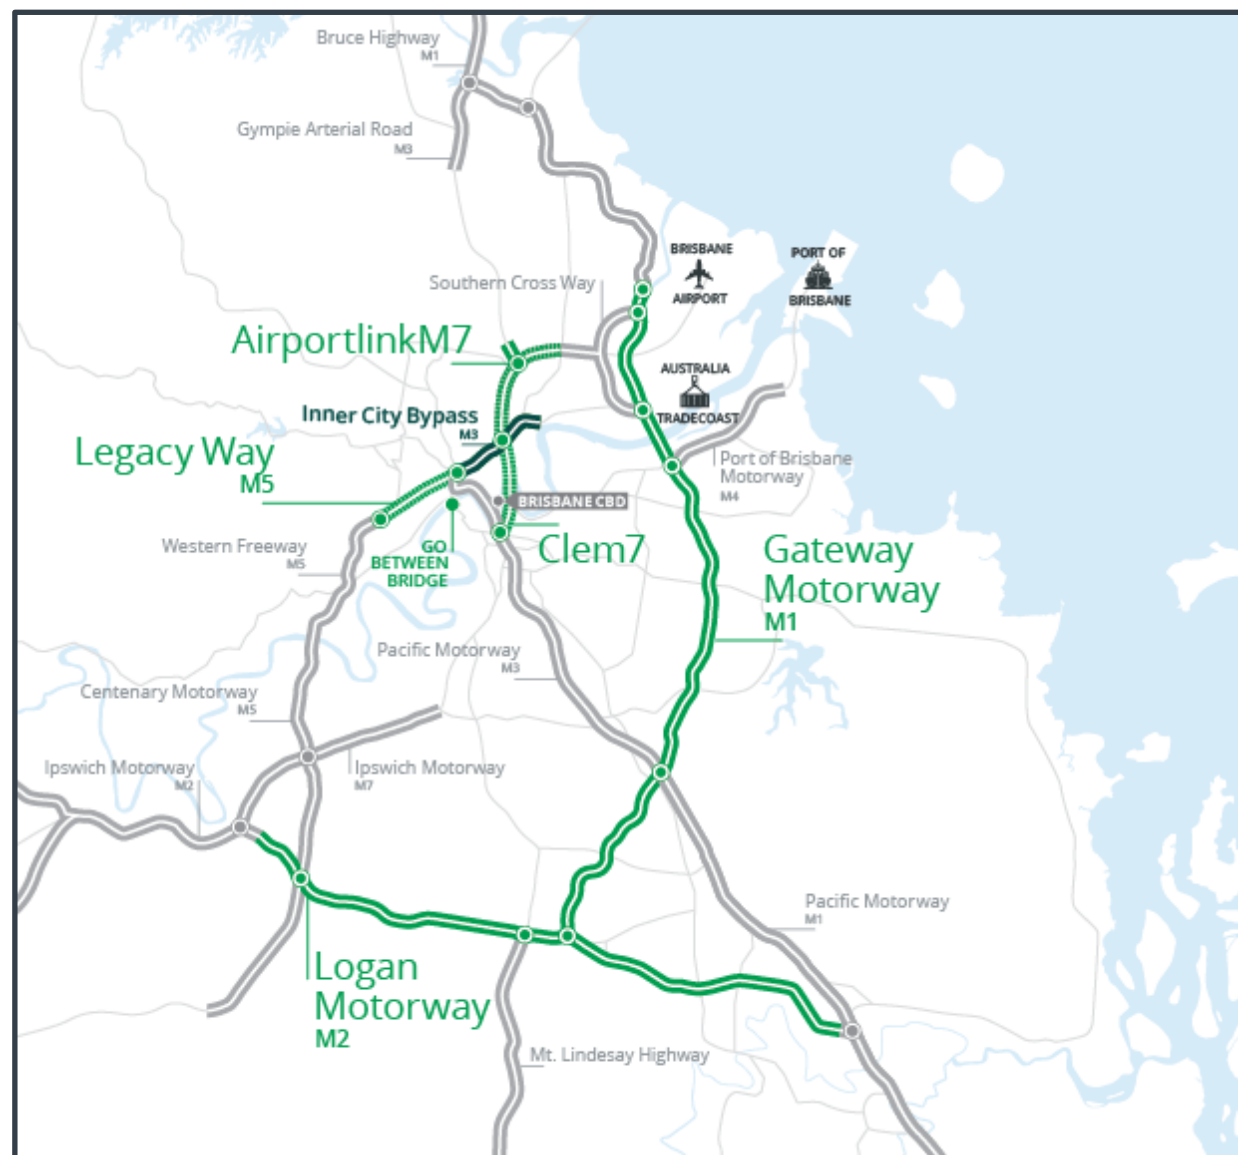 Bruce Highway
M1
Gympie Arterial Road
M3
BRISBANE
AIRPORT
PORT OF
BRISBANE
Southern Cross Way
AirportlinkM7
AUSTRALIA
TRADECOAST
Inner City Bypass
M3
Legacy Way
M5
Port of Brisbane
Motorway
M4
BRISBANE CBD
Western Freeway
M5
GO
BETWEEN
BRIDGE
Clem7
Gateway
Motorway
M1
Pacific Motorway
M3
Centenary Motorway
M5
Ipswich Motorway
M2
Ipswich Motorway
M7
Pacific Motorway
M1
Logan
Motorway
M2
Mt. Lindesay Highway